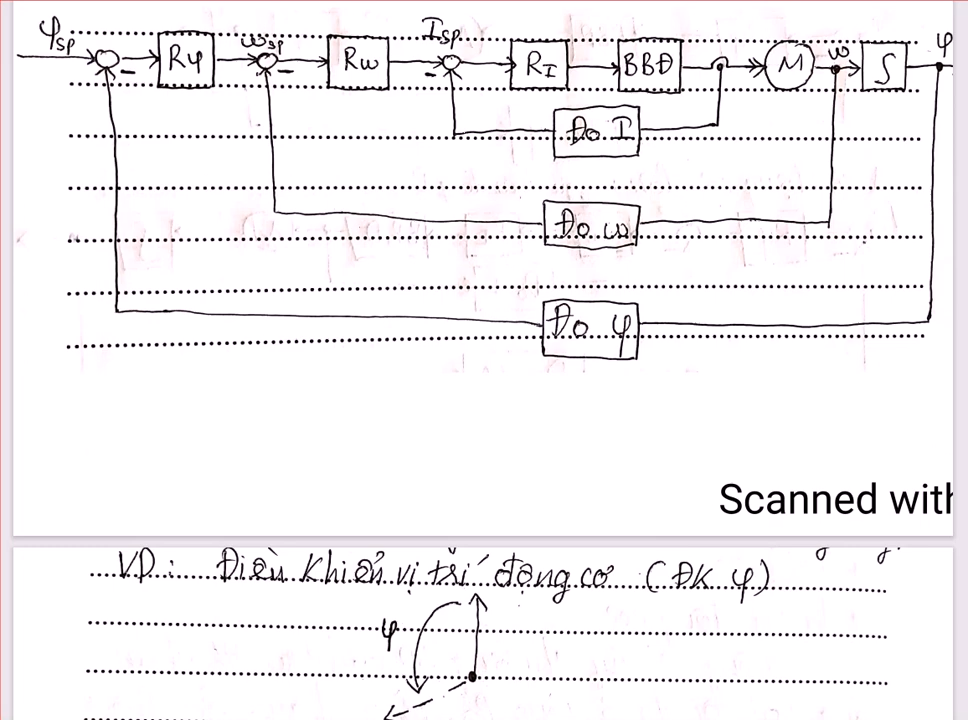 φsp Rφ ωsp Rω Isp RI BBĐ M ω ∫ φ
Đo I
Đo ω
Đo φ
Scanned with
VD: Điều khiển vị trí động cơ (ĐK φ)
φ